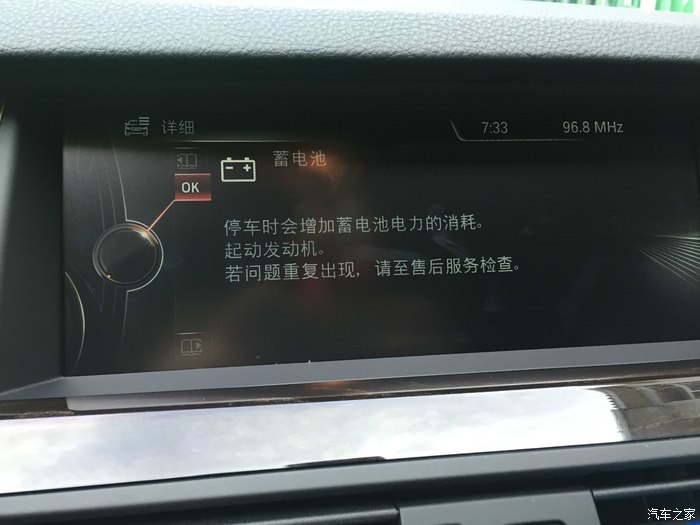 详细
7:33
96.8 MHz
蓄电池
OK
停车时会增加蓄电池电力的消耗。
起动发动机。
若问题重复出现，请至售后服务检查。
汽车之家